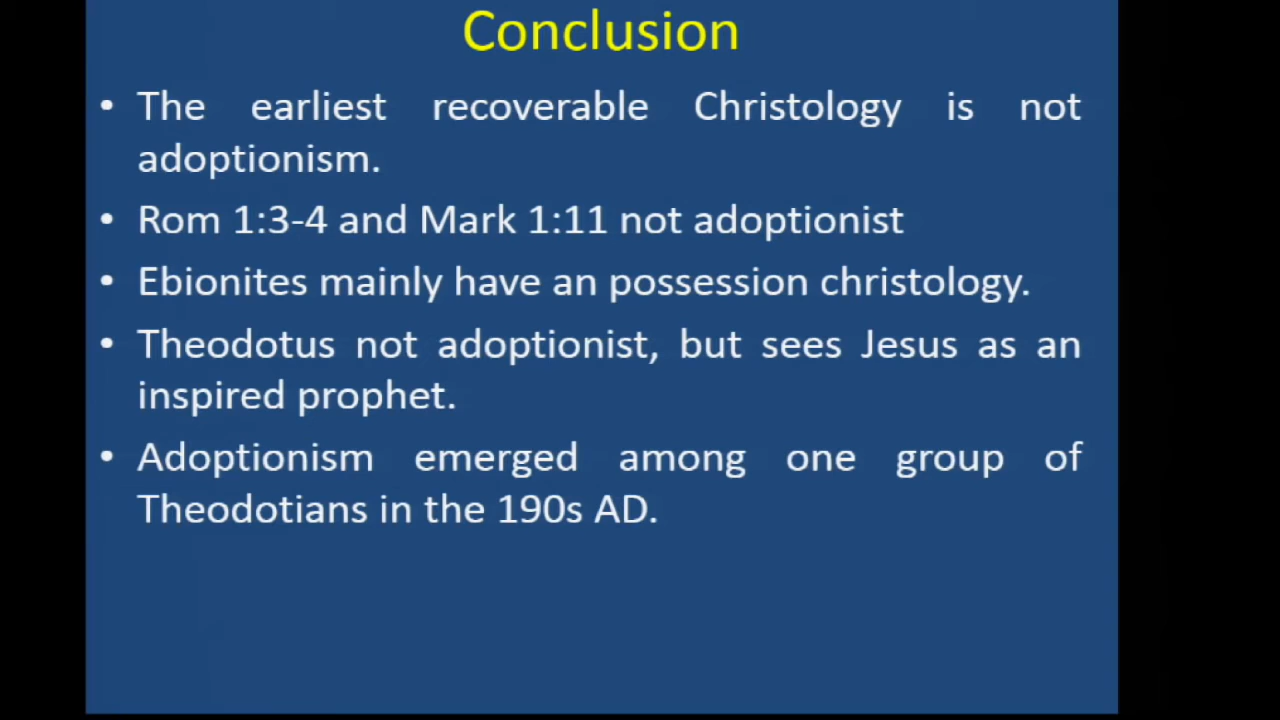 Conclusion
• The earliest recoverable Christology is not
adoptionism.
• Rom 1:3-4 and Mark 1:11 not adoptionist
• Ebionites mainly have an possession christology.
• Theodotus not adoptionist, but sees Jesus as an
inspired prophet.
• Adoptionism emerged among one group of
Theodotians in the 190s AD.